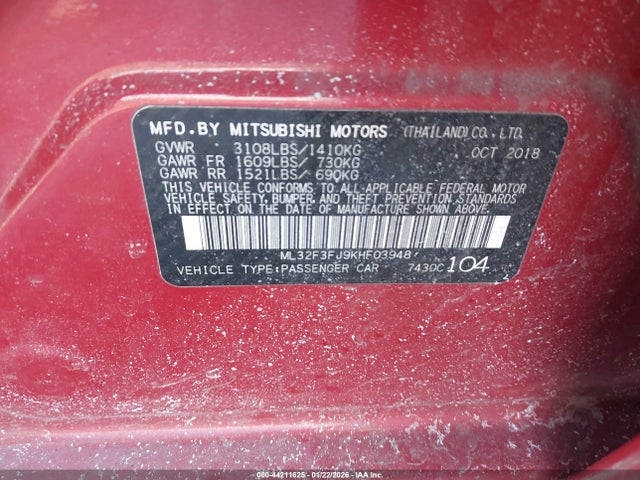 MFD.BY MITSUBISHI MOTORS (THAILAND)CO., LTD.
GVWR 3108LBS/1410KG OCT 2018
GAWR FR 1609LBS/ 730KG
GAWR RR 1521LBS/ 690KG
THIS VEHICLE CONFORMS TO ALL APPLICABLE FEDERAL MOTOR
VEHICLE SAFETY, BUMPER, AND THEFT PREVENTION STANDARDS
IN EFFECT ON THE DATE OF MANUFACTURE SHOWN ABOVE.
ML32F3FJ9KHF03948
VEHICLE TYPE:PASSENGER CAR 7430C 104
000-44211625 - 01/22/2026 - IAA Inc.